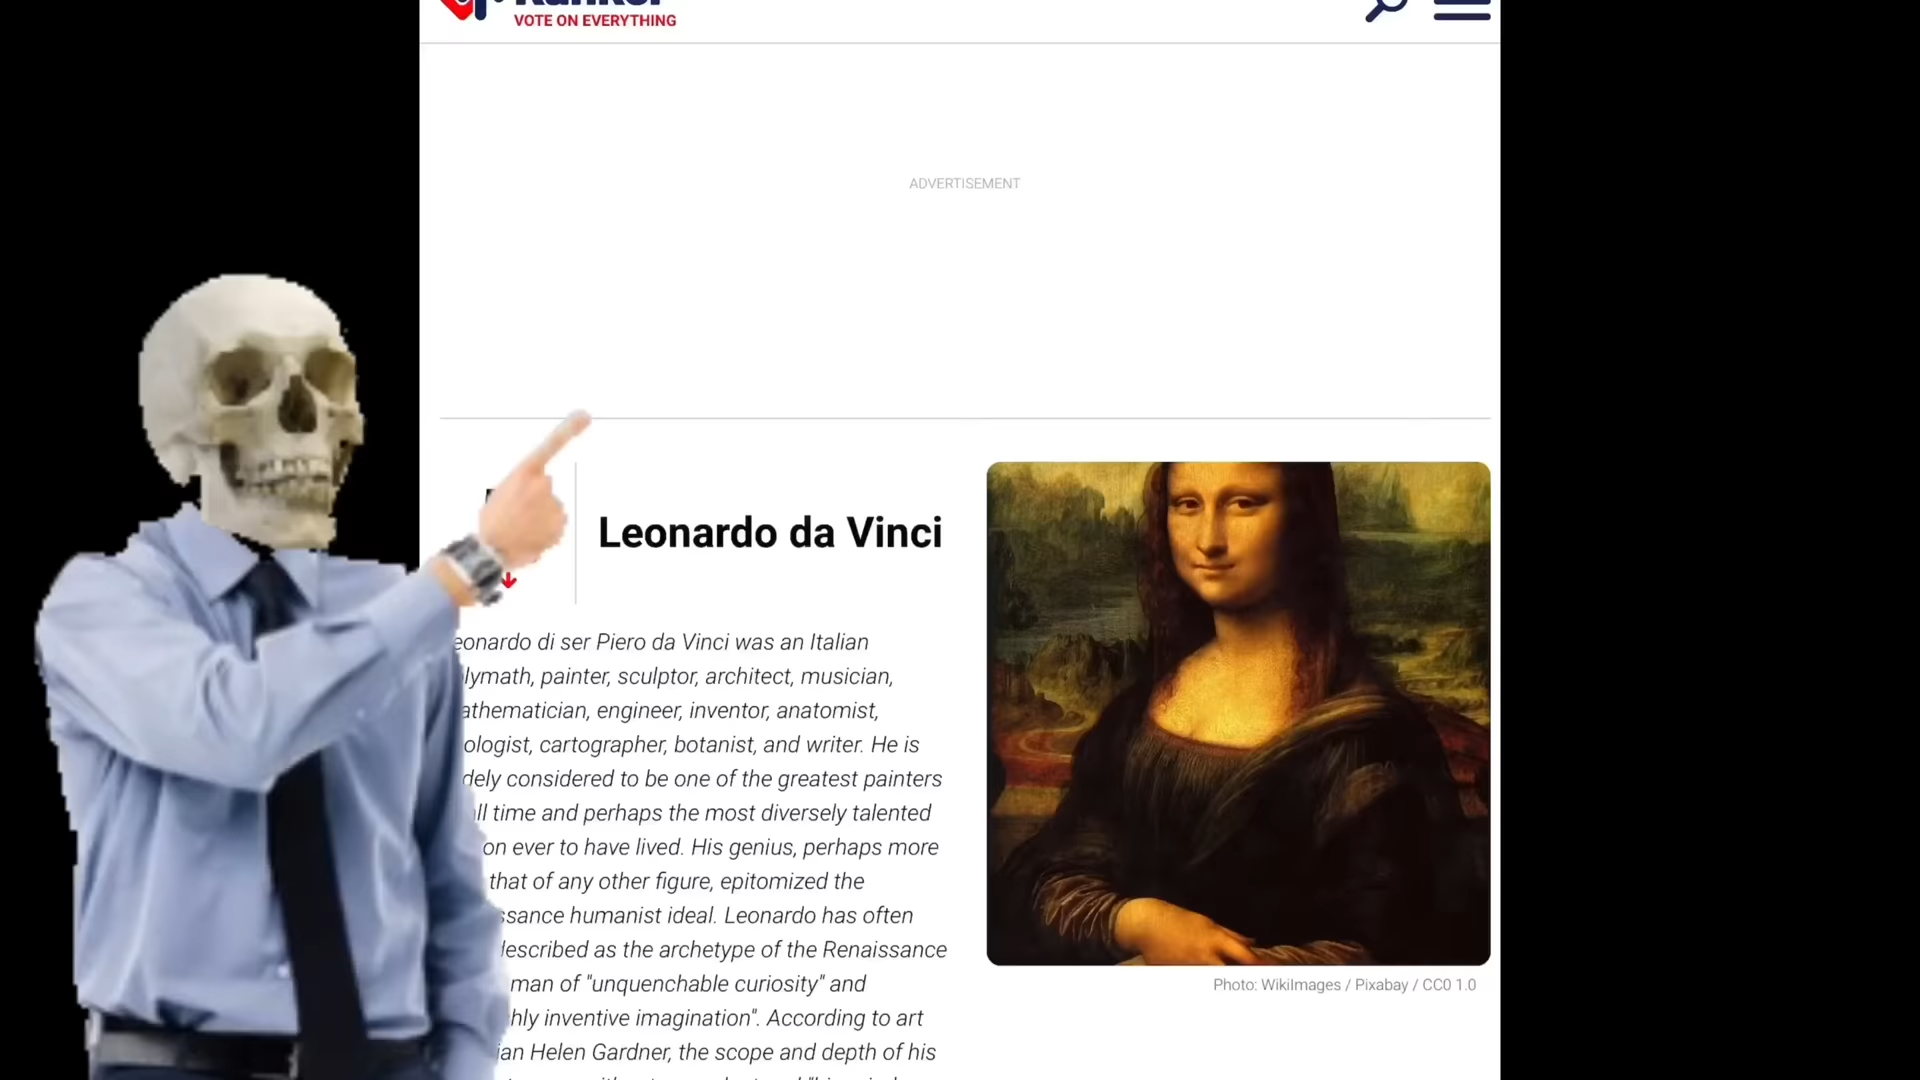 Ranker
VOTE ON EVERYTHING
ADVERTISEMENT
Leonardo da Vinci
eonardo di ser Piero da Vinci was an Italian
lymath, painter, sculptor, architect, musician,
athematician, engineer, inventor, anatomist,
ologist, cartographer, botanist, and writer. He is
dely considered to be one of the greatest painters
ll time and perhaps the most diversely talented
on ever to have lived. His genius, perhaps more
that of any other figure, epitomized the
ssance humanist ideal. Leonardo has often
described as the archetype of the Renaissance
man of "unquenchable curiosity" and
hly inventive imagination". According to art
ian Helen Gardner, the scope and depth of his
Photo: WikiImages / Pixabay / CC0 1.0